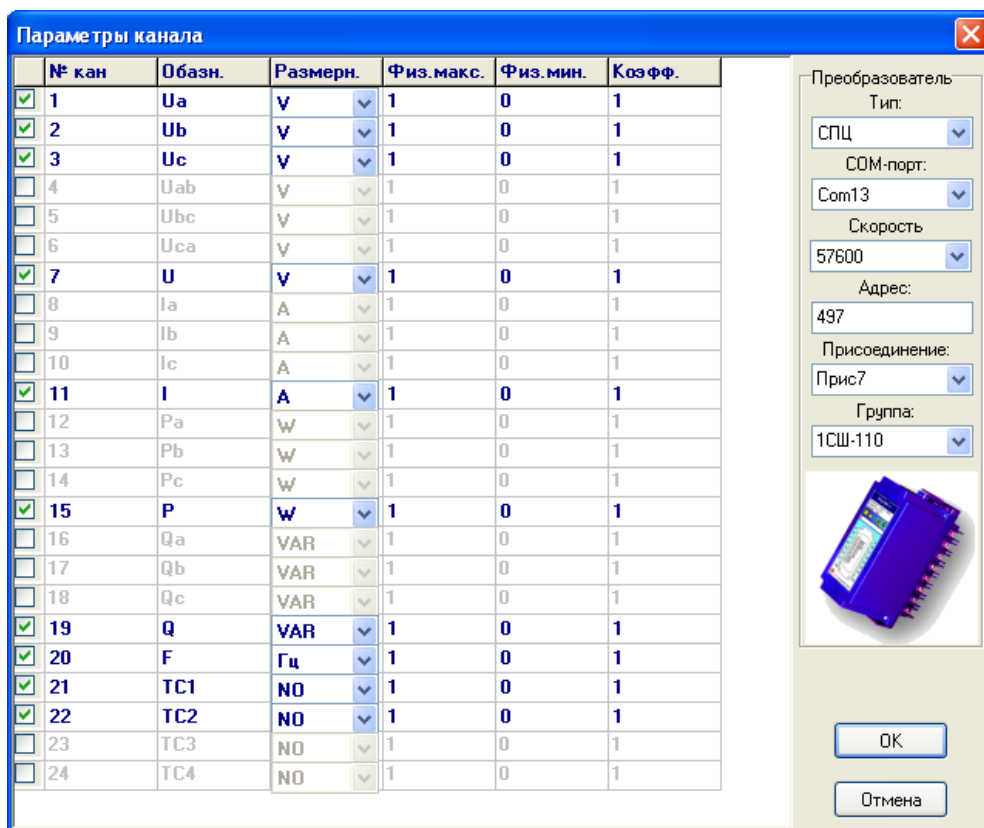 Параметры канала
№ кан Обазн. Размерн. Физ.макс. Физ.мин. Коэфф.
1 Ua V 1 0 1
2 Ub V 1 0 1
3 Uc V 1 0 1
4 Uab V 1 0 1
5 Ubc V 1 0 1
6 Uca V 1 0 1
7 U V 1 0 1
8 Ia A 1 0 1
9 Ib A 1 0 1
10 Ic A 1 0 1
11 I A 1 0 1
12 Pa W 1 0 1
13 Pb W 1 0 1
14 Pc W 1 0 1
15 P W 1 0 1
16 Qa VAR 1 0 1
17 Qb VAR 1 0 1
18 Qc VAR 1 0 1
19 Q VAR 1 0 1
20 F Гц 1 0 1
21 TC1 NO 1 0 1
22 TC2 NO 1 0 1
23 TC3 NO 1 0 1
24 TC4 NO 1 0 1
Преобразователь
Тип:
СПЦ
COM-порт:
Com13
Скорость
57600
Адрес:
497
Присоединение:
Прис7
Группа:
1СШ-110
OK
Отмена